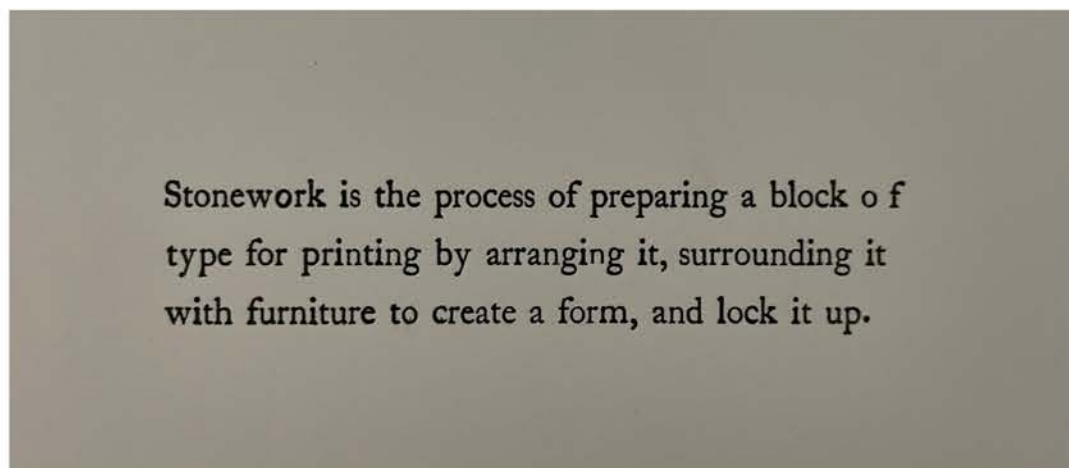 Stonework is the process of preparing a block o f
type for printing by arranging it, surrounding it
with furniture to create a form, and lock it up.